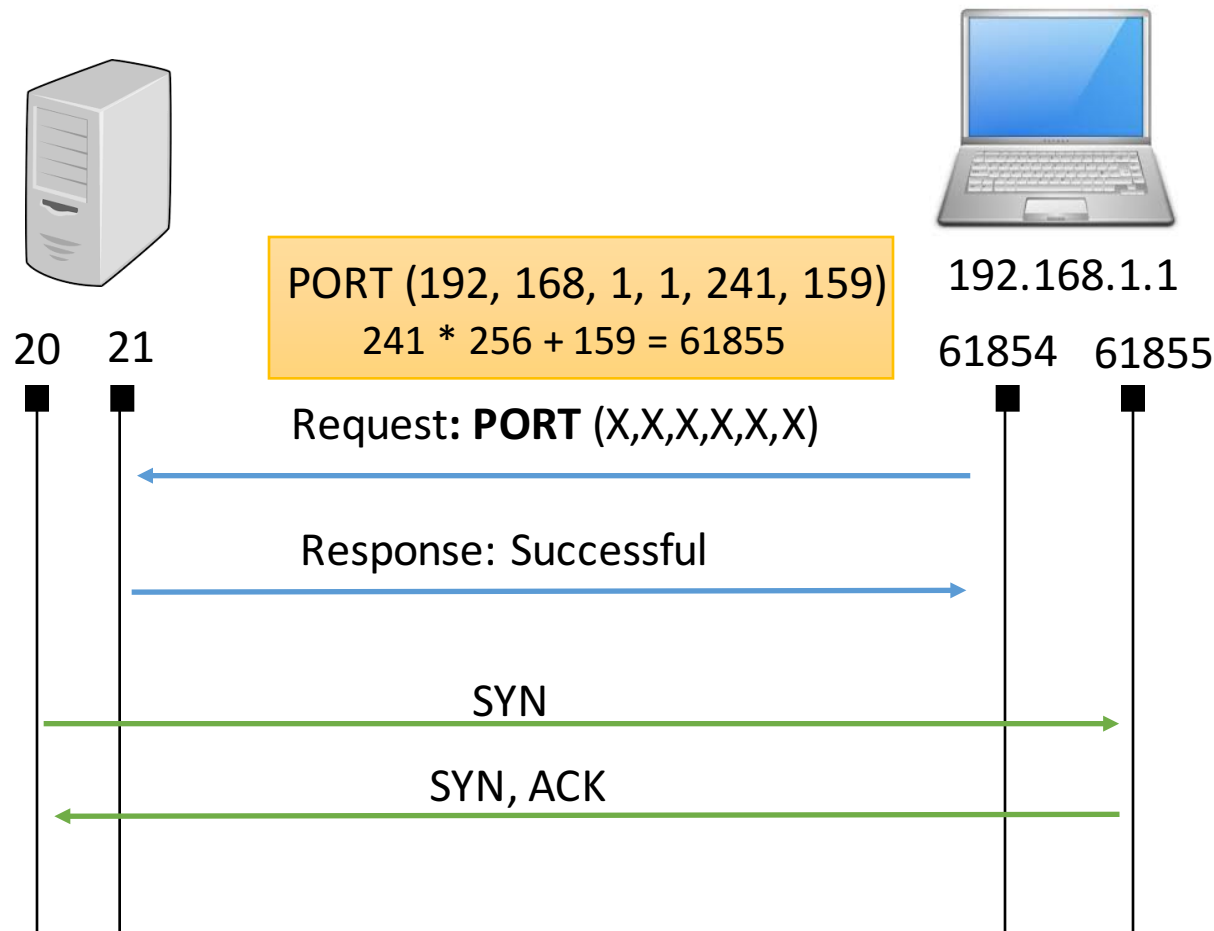 192.168.1.1
PORT (192, 168, 1, 1, 241, 159)
241 * 256 + 159 = 61855
20 21 61854 61855
Request: PORT (X,X,X,X,X,X)
Response: Successful
SYN
SYN, ACK